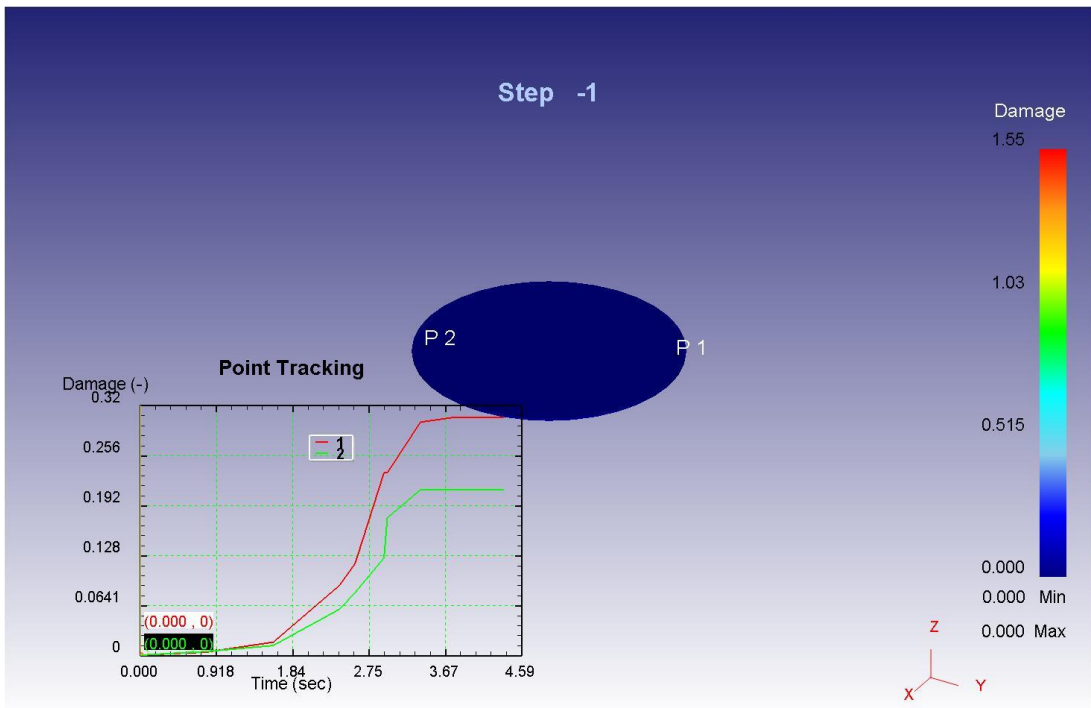 Step -1
Damage
1.55
1.03
0.515
0.000
0.000 Min
0.000 Max
P 2
P 1
Point Tracking
Damage (-)
0.32
0.256
0.192
0.128
0.0641
0
1
2
(0.000 , 0)
(0.000 , 0)
0.000 0.918 1.84 2.75 3.67 4.59
Time (sec)
Z
X Y